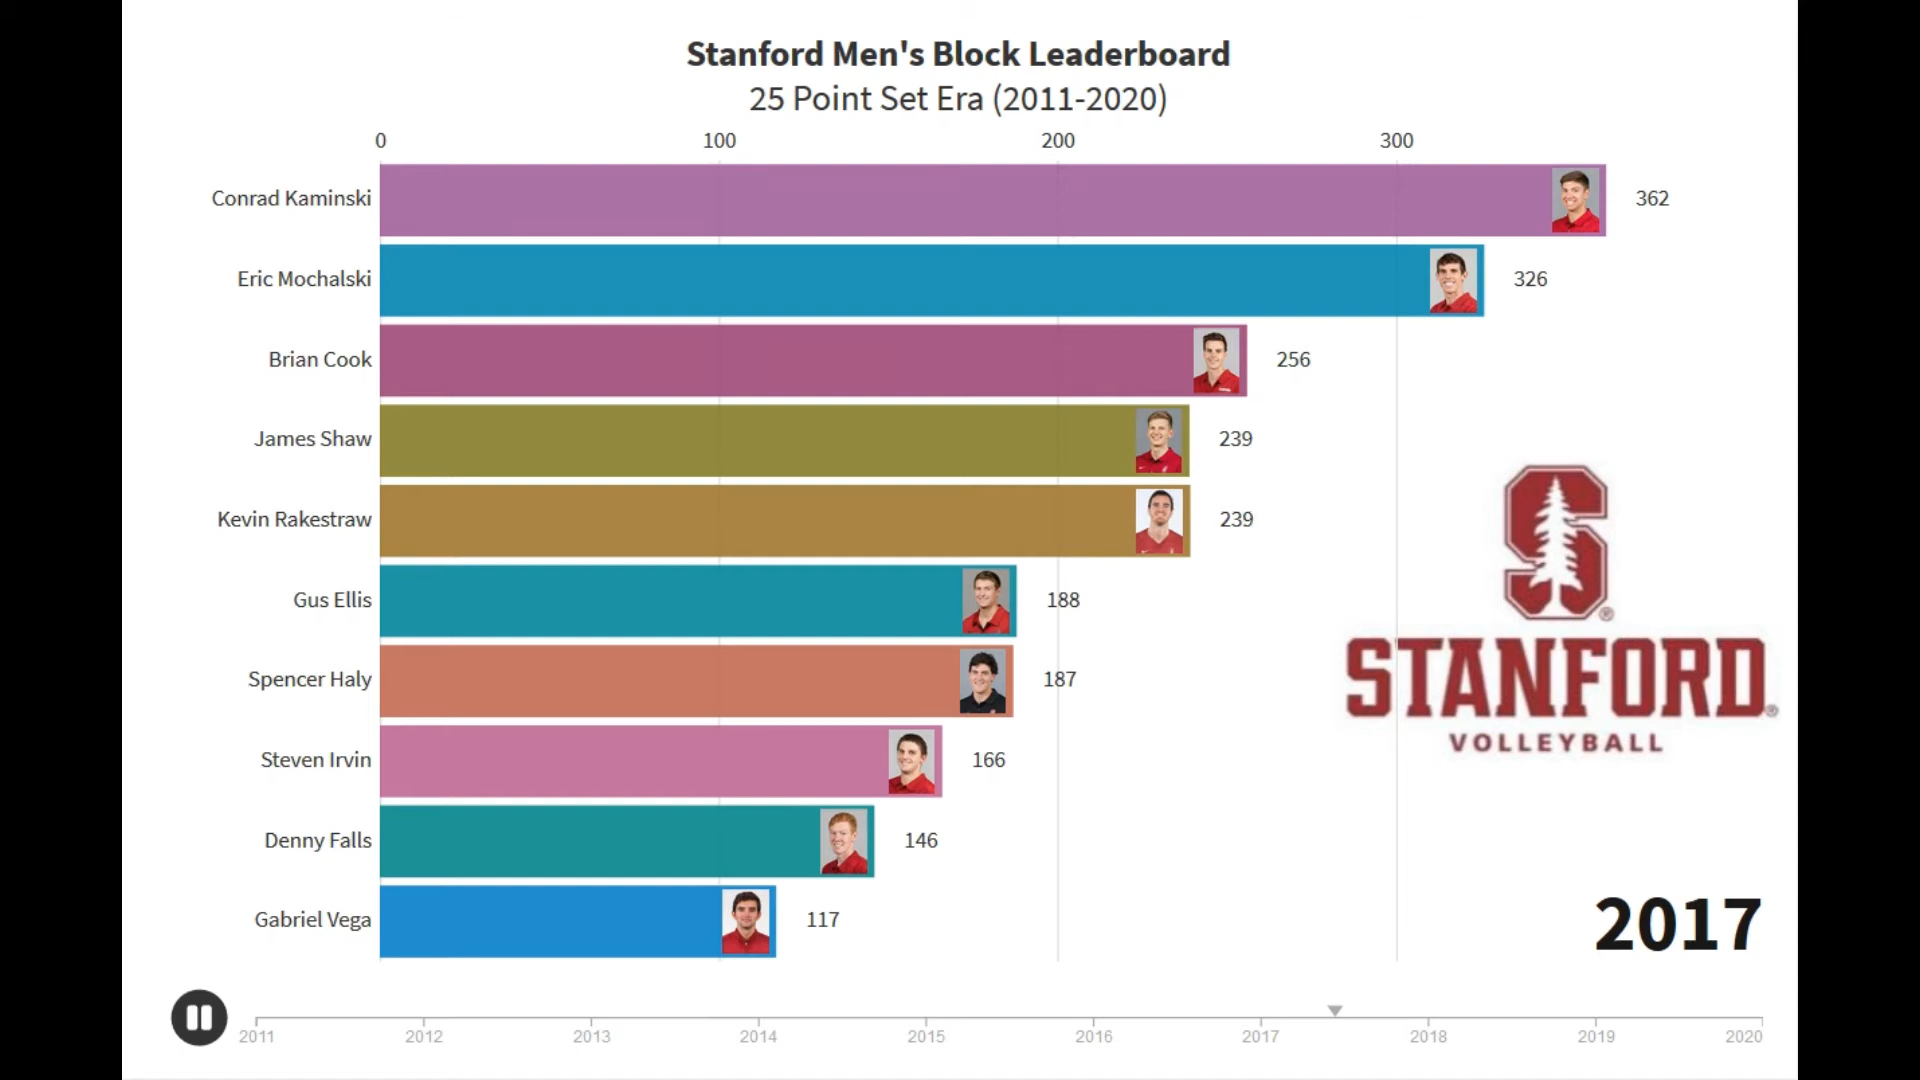 Stanford Men's Block Leaderboard
25 Point Set Era (2011-2020)
0 100 200 300
Conrad Kaminski 362
Eric Mochalski 326
Brian Cook 256
James Shaw 239
Kevin Rakestraw 239
Gus Ellis 188
Spencer Haly 187
Steven Irvin 166
Denny Falls 146
Gabriel Vega 117
S ®
STANFORD®
VOLLEYBALL
2017
2011 2012 2013 2014 2015 2016 2017 2018 2019 2020